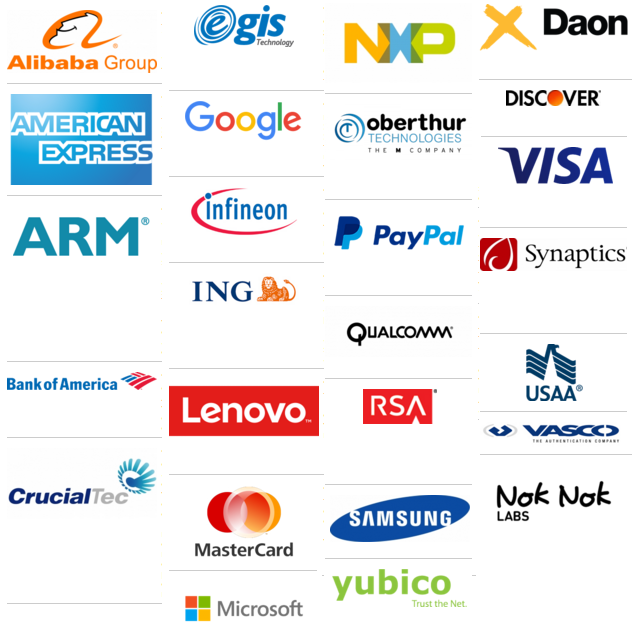 Alibaba Group®
AMERICAN
EXPRESS
ARM®
Bank of America
CrucialTec
egis
Technology
Google
infineon
ING
Lenovo™
MasterCard
Microsoft
NXP
oberthur
TECHNOLOGIES
THE M COMPANY
PayPal
QUALCOMM®
RSA®
SAMSUNG
yubico
Trust the Net.
Daon
DISCOVER®
VISA
Synaptics®
USAA®
VASCO
THE AUTHENTICATION COMPANY
Nok Nok
LABS